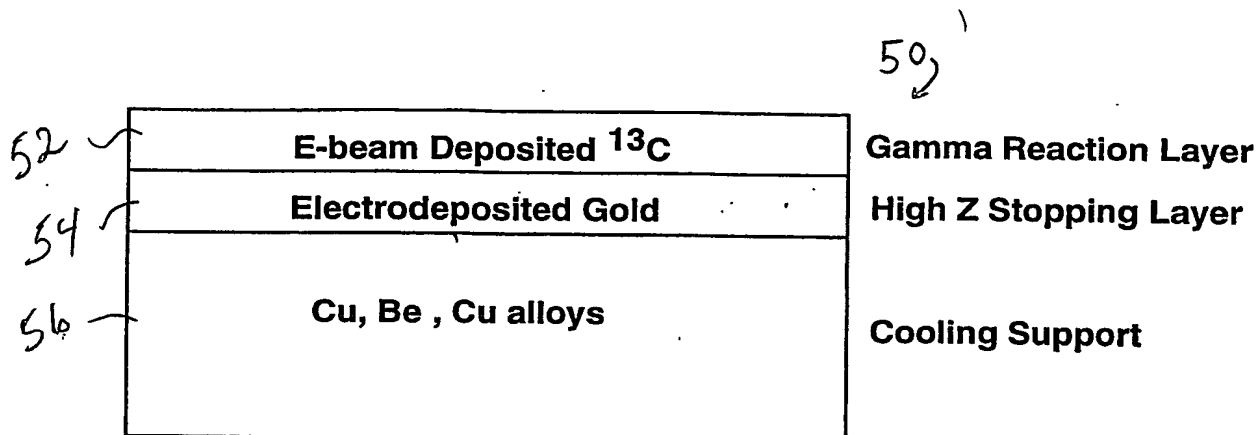 50
52
E-beam Deposited ¹³C
Gamma Reaction Layer
54
Electrodeposited Gold
High Z Stopping Layer
56
Cu, Be , Cu alloys
Cooling Support